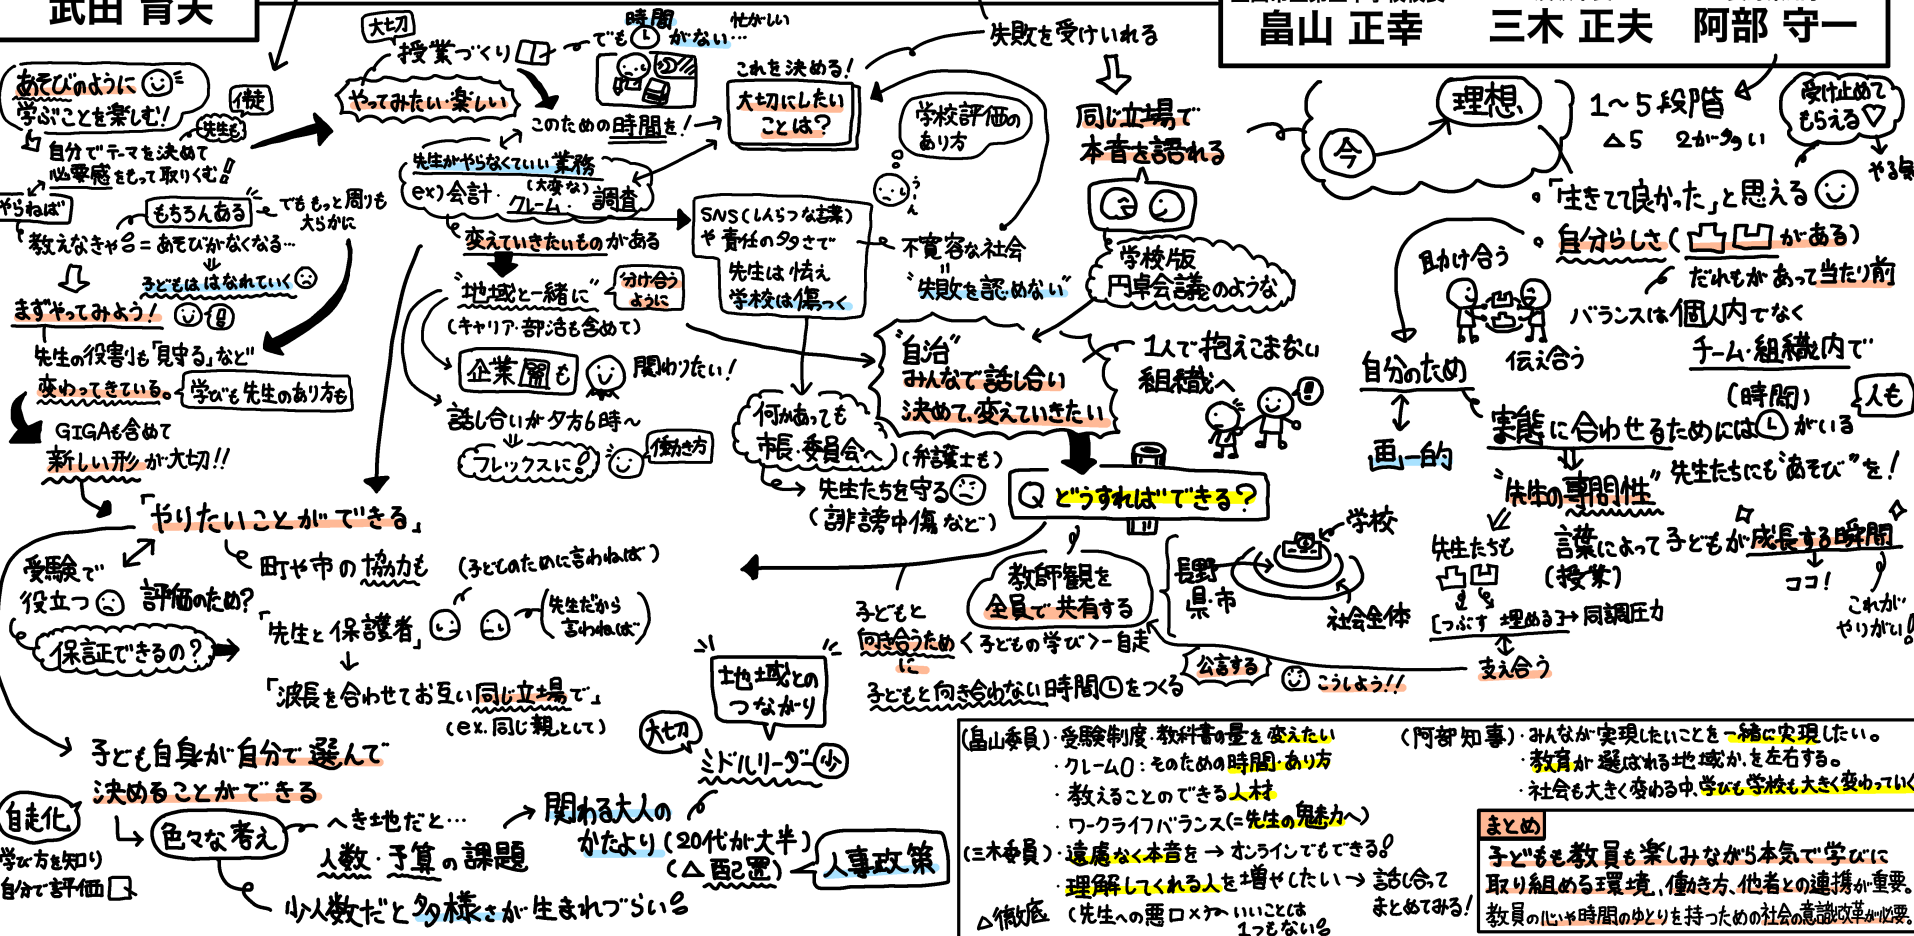 武田 育夫
畠山 正幸
三木 正夫
阿部 守一
あそびのように
学ぶことを楽しむ!
生徒
先生も
自分でテーマを決めて
必要感をもって取りくむ!!
やらねば
もちろんある
でももっと周りも
大らかに
教えなきゃ = あそびがなくなる…
子どもははなれていく
まずやってみよう!
先生の役割も「見守る」など
変わってきている。
学びも先生のあり方も
GIGAも含めて
新しい形が大切!!
「やりたいことができる」
受験で
役立つ
評価のため?
保証できるの?
町や市の協力も
(子どものために言わねば)
「先生と保護者」
(先生だから
言わねば)
「波長を合わせてお互い同じ立場で」
(ex.同じ親として)
子ども自身が自分で選んで
決めることができる
自走化
学び方を知り
自分で評価
色々な考え
へき地だと…
人数・予算の課題
少人数だと多様さが生まれづらい
関わる大人の
かたより(20代が大半)
(△配置)
人事政策
大切
ミドルリーダー 少
地域との
つながり
大切
授業づくり
でも
時間
がない…
忙がしい
やってみたい・楽しい
このための時間を!
これを決める!
大切にしたい
ことは?
先生がやらなくていい業務
ex)会計・クレーム・調査
(大変な)
変えていきたいものがある
"地域と一緒に"
分け合う
ように
(キャリア・部活も含めて)
企業層も
関わりたい!
話し合いが夕方6時〜
フレックスに!
働き方
SNS(しんらつな言葉)
や責任の多さで
先生は怯え
学校は傷つく
不寛容な社会
"失敗を認めない"
学校評価の
あり方
うーん
失敗を受けいれる
同じ立場で
本音を語れる
学校版
円卓会議のような
"自治"
みんなで話し合い
決めて、変えていきたい
1人で抱えこまない
組織へ
何かあっても
市長・委員会へ
(弁護士も)
先生たちを守る
(誹謗中傷など)
Q どうすればできる?
教師観を
全員で共有する
長野
県・市
学校
社会全体
子どもと
向き合うため
に
<子どもの学び>ー自走
子どもと向き合わない時間をつくる
公言する
こうしよう!!
今
理想
1〜5段階
△5 2が多い
受け止めて
もらえる♡
やる気
・「生きてて良かった」と思える
・自分らしさ(凸凹がある)
だれもがあって当たり前
助け合う
伝え合う
バランスは個人内でなく
チーム・組織内で
自分のため
画一的
(時間)
人も
実態に合わせるためには
がいる
"先生の専門性"
先生たちにも"あそび"を!
先生たちも
凸凹
[つぶす 埋める]→同調圧力
支え合う
言葉によって子どもが成長する瞬間
(授業)
ココ!
これが
やりがい!
(畠山委員)・受験制度・教科書の量を変えたい
・クレーム0:そのための時間・あり方
・教えることのできる人材
・ワークライフバランス(=先生の魅力へ)
(三木委員)・遠慮なく本音を→オンラインでもできる!
・理解してくれる人を増やしたい→話し合って
まとめてみる!
△徹底
(先生への悪口×)
いいことは
1つもない
(阿部知事)・みんなが実現したいことを一緒に実現したい。
・教育が選ばれる地域か、を左右する。
・社会も大きく変わる中、学びも学校も大きく変わっていく
まとめ
子どもも教員も楽しみながら本気で学びに
取り組める環境、働き方、他者との連携が重要。
教員の心や時間のゆとりを持つための社会の意識改革が必要。